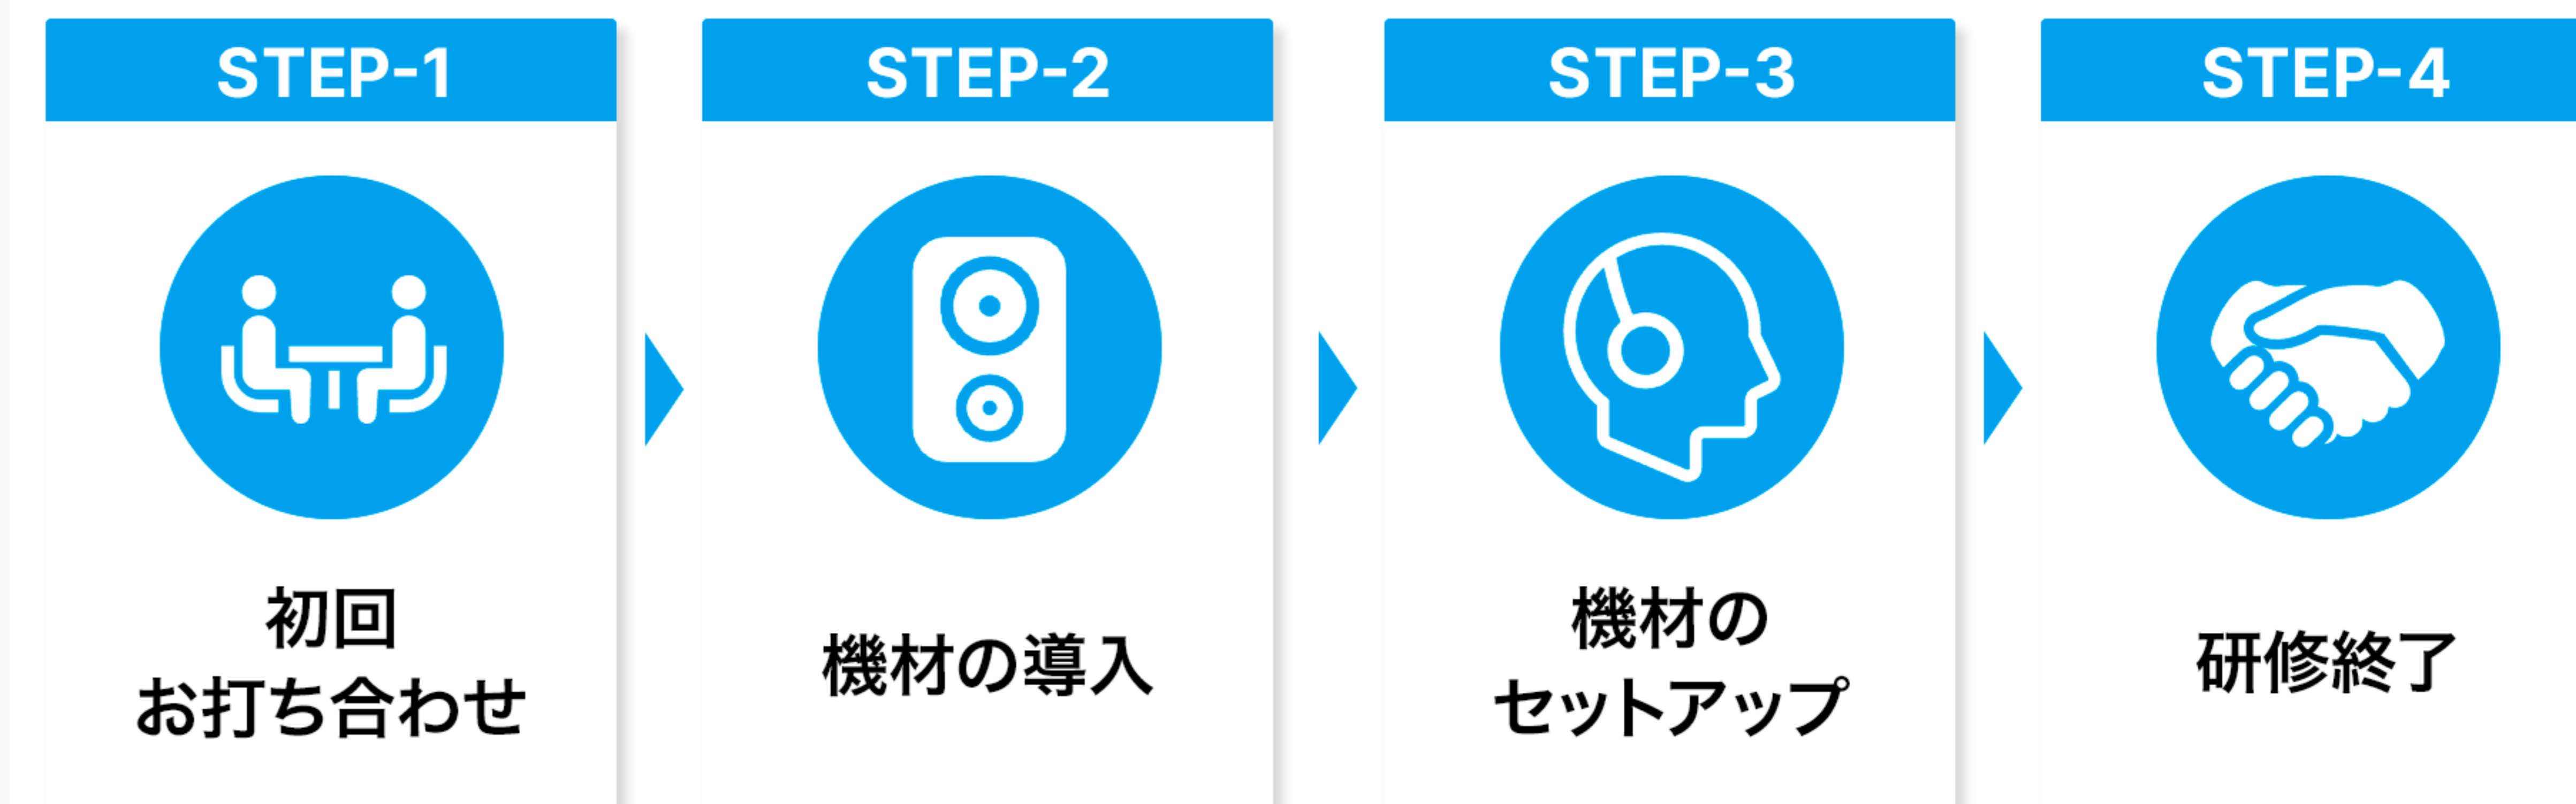 STEP-1
初回
お打ち合わせ
STEP-2
機材の導入
STEP-3
機材の
セットアップ
STEP-4
研修終了